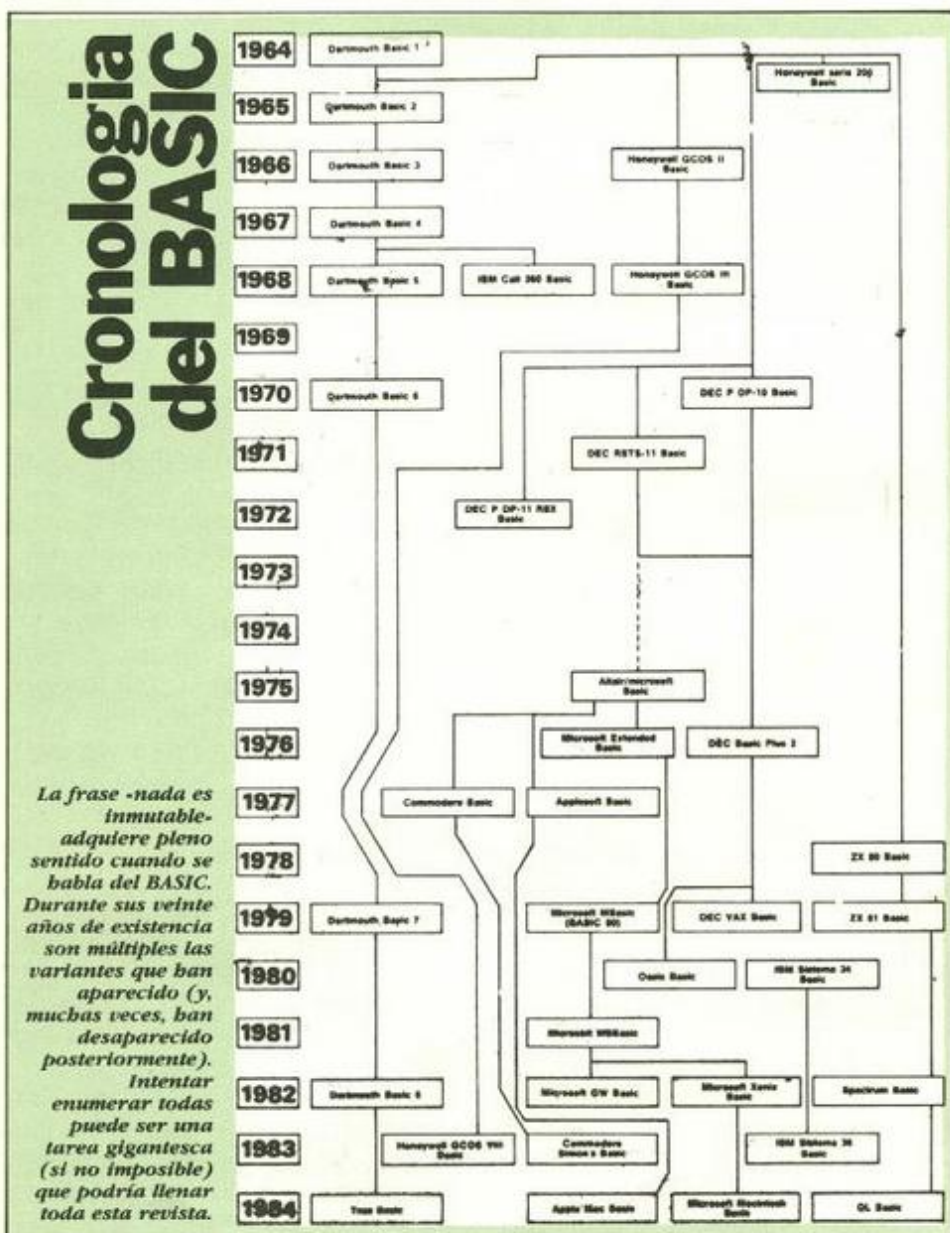 Cronologia
del BASIC
1964
Dartmouth Basic 1
Honeywell serie 200
Basic
1965
Dartmouth Basic 2
1966
Dartmouth Basic 3
Honeywell GCOS II
Basic
1967
Dartmouth Basic 4
1968
Dartmouth Basic 5
IBM Call 360 Basic
Honeywell GCOS III
Basic
1969
1970
Dartmouth Basic 6
DEC P DP-10 Basic
1971
DEC RSTS-11 Basic
1972
DEC P DP-11 RSX
Basic
1973
1974
1975
Altair/microsoft
Basic
1976
Microsoft Extended
Basic
DEC Basic Plus 2
1977
Commodore Basic
Applesoft Basic
1978
ZX 80 Basic
1979
Dartmouth Basic 7
Microsoft MBasic
(BASIC 80)
DEC VAX Basic
ZX 81 Basic
1980
Oasis Basic
IBM Sistema 34
Basic
1981
Microsoft
1982
Dartmouth Basic 8
Microsoft GW Basic
Microsoft Xenix
Basic
Spectrum Basic
1983
Honeywell GCOS VIII
Basic
Commodore
Simon's Basic
IBM Sistema 36
Basic
1984
True Basic
Apple Mac Basic
Microsoft Macintosh
Basic
QL Basic
La frase -nada es
inmutable-
adquiere pleno
sentido cuando se
habla del BASIC.
Durante sus veinte
años de existencia
son múltiples las
variantes que han
aparecido (y,
muchas veces, han
desaparecido
posteriormente).
Intentar
enumerar todas
puede ser una
tarea gigantesca
(si no imposible)
que podría llenar
toda esta revista.